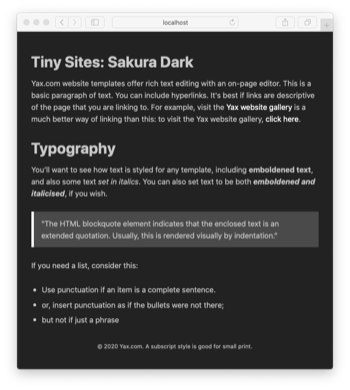 localhost
Tiny Sites: Sakura Dark
Yax.com website templates offer rich text editing with an on-page editor. This is a
basic paragraph of text. You can include hyperlinks. It's best if links are descriptive
of the page that you are linking to. For example, visit the Yax website gallery is a
much better way of linking than this: to visit the Yax website gallery, click here.
Typography
You'll want to see how text is styled for any template, including emboldened text,
and also some text set in italics. You can also set text to be both emboldened and
italicised, if you wish.
"The HTML blockquote element indicates that the enclosed text is an
extended quotation. Usually, this is rendered visually by indentation."
If you need a list, consider this:
• Use punctuation if an item is a complete sentence.
• or, insert punctuation as if the bullets were not there;
• but not if just a phrase
© 2020 Yax.com. A subscript style is good for small print.